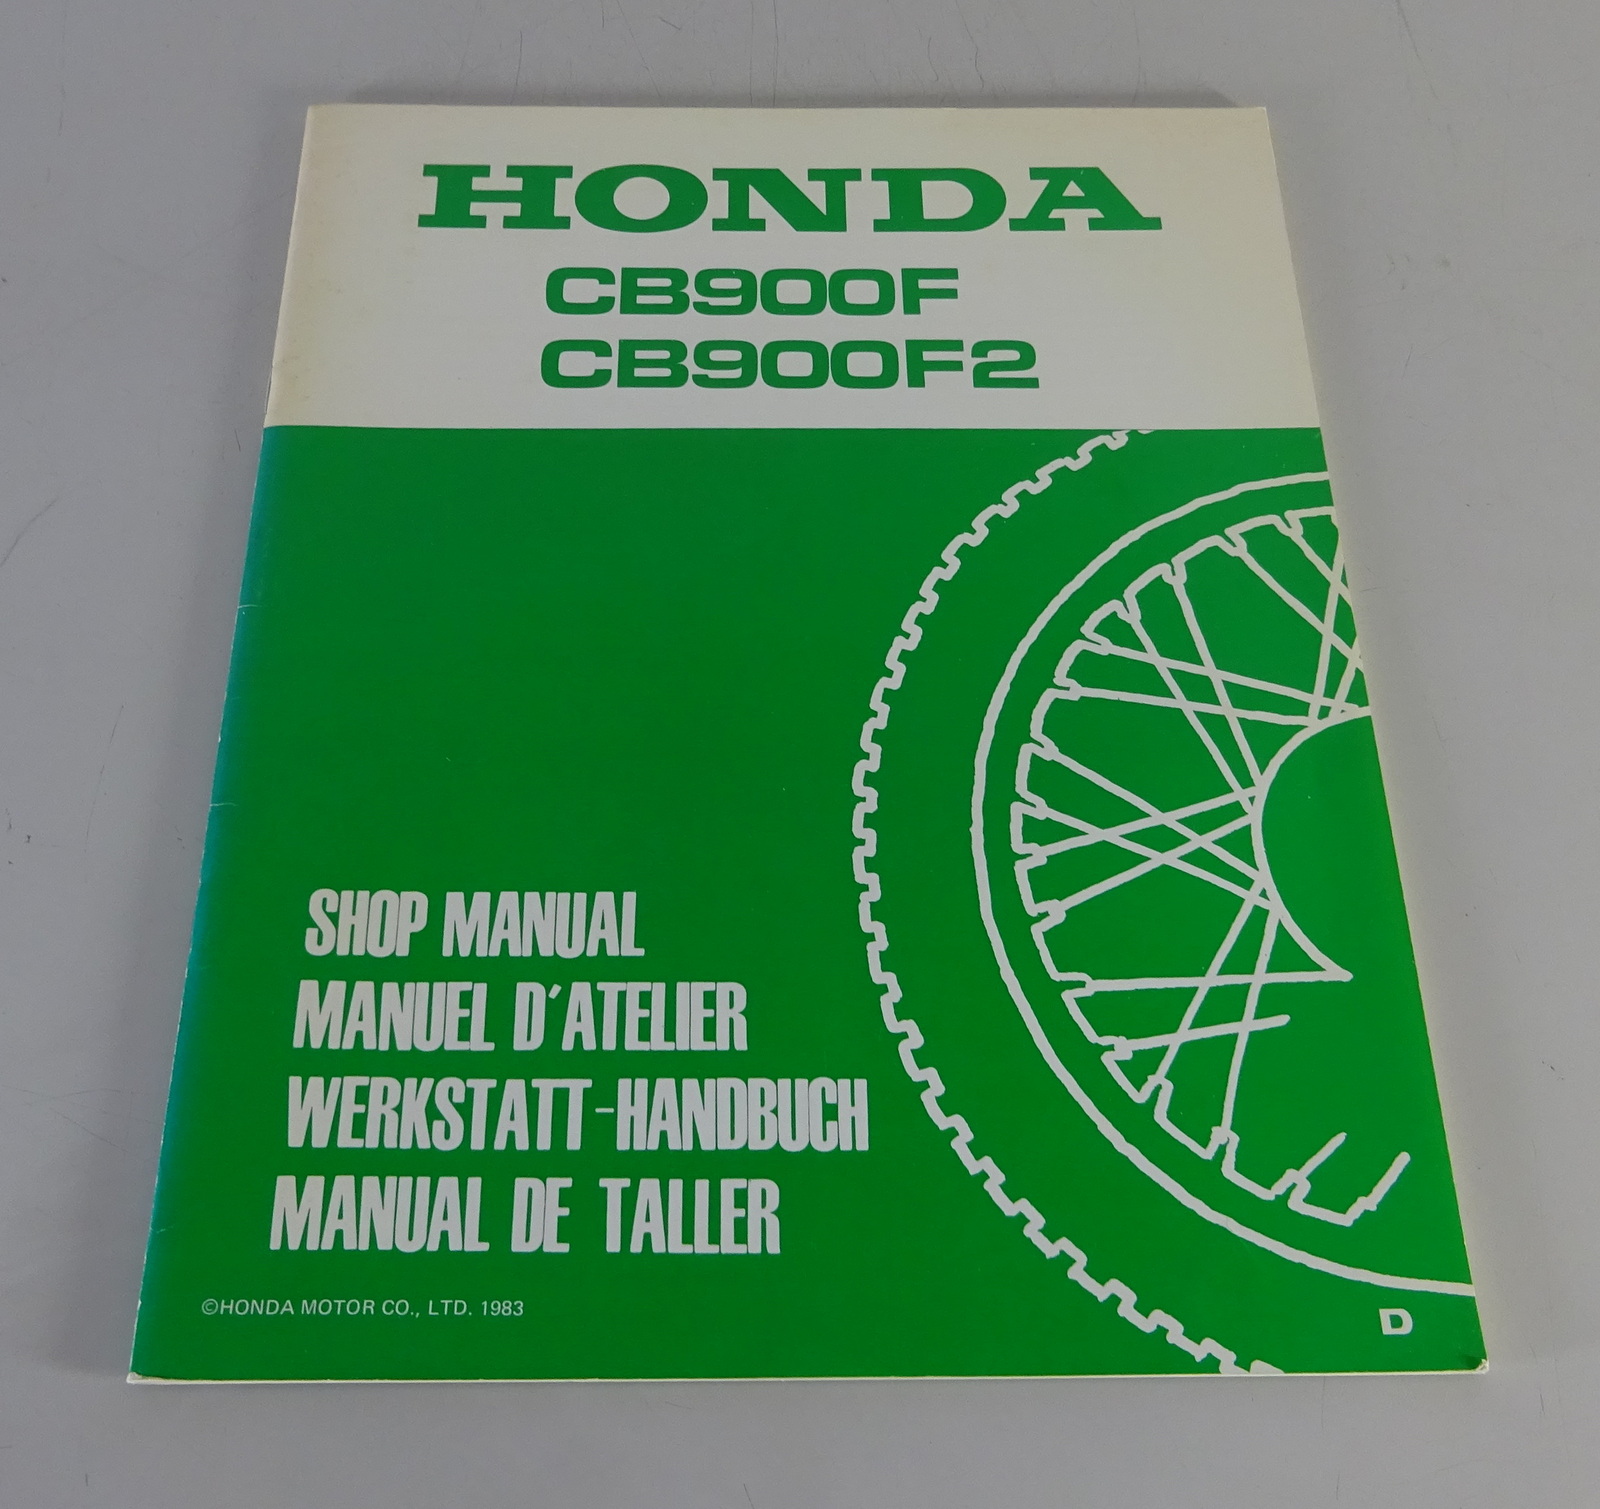 HONDA
CB900F
CB900F2
SHOP MANUAL
MANUEL D'ATELIER
WERKSTATT-HANDBUCH
MANUAL DE TALLER
©HONDA MOTOR CO., LTD. 1983
D